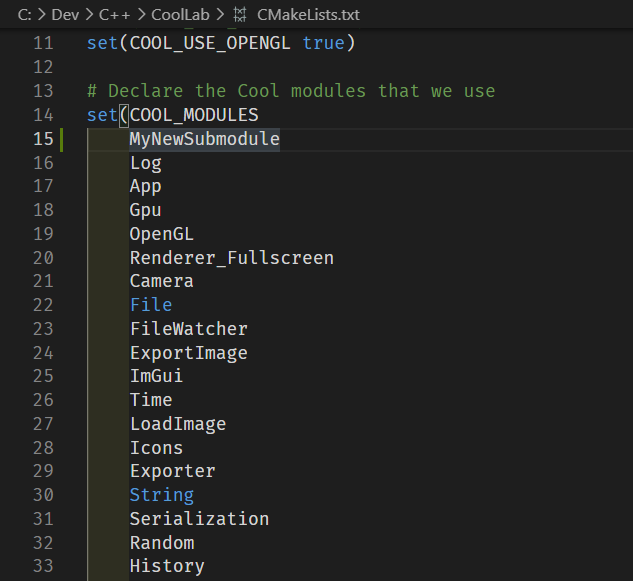 C: > Dev > C++ > CoolLab > CMakeLists.txt
11 set(COOL_USE_OPENGL true)
12
13 # Declare the Cool modules that we use
14 set(COOL_MODULES
15 MyNewSubmodule
16 Log
17 App
18 Gpu
19 OpenGL
20 Renderer_Fullscreen
21 Camera
22 File
23 FileWatcher
24 ExportImage
25 ImGui
26 Time
27 LoadImage
28 Icons
29 Exporter
30 String
31 Serialization
32 Random
33 History